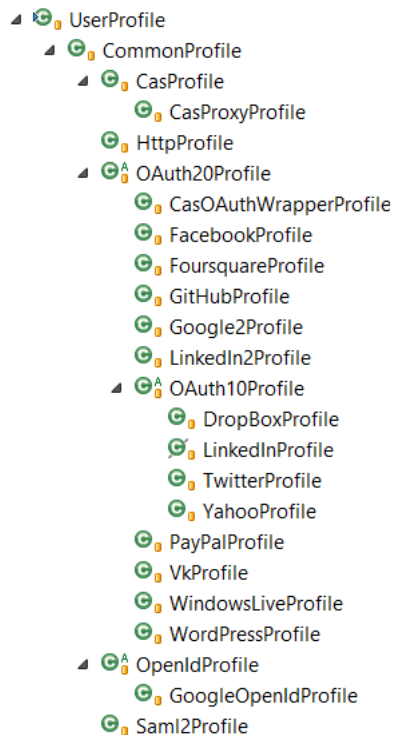 UserProfile
CommonProfile
CasProfile
CasProxyProfile
HttpProfile
OAuth20Profile
CasOAuthWrapperProfile
FacebookProfile
FoursquareProfile
GitHubProfile
Google2Profile
LinkedIn2Profile
OAuth10Profile
DropBoxProfile
LinkedInProfile
TwitterProfile
YahooProfile
PayPalProfile
VkProfile
WindowsLiveProfile
WordPressProfile
OpenIdProfile
GoogleOpenIdProfile
Saml2Profile